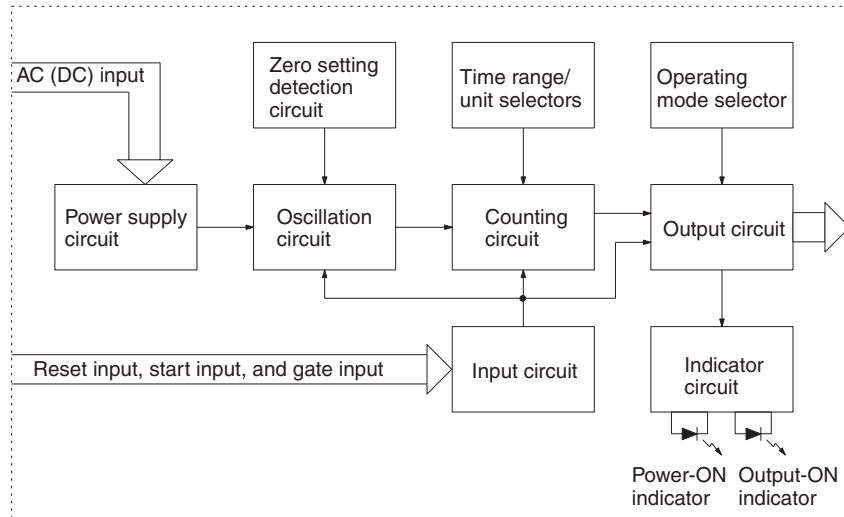 AC (DC) input
Zero setting
detection
circuit
Time range/
unit selectors
Operating
mode selector
Power supply
circuit
Oscillation
circuit
Counting
circuit
Output circuit
Reset input, start input, and gate input
Input circuit
Indicator
circuit
Power-ON
indicator
Output-ON
indicator